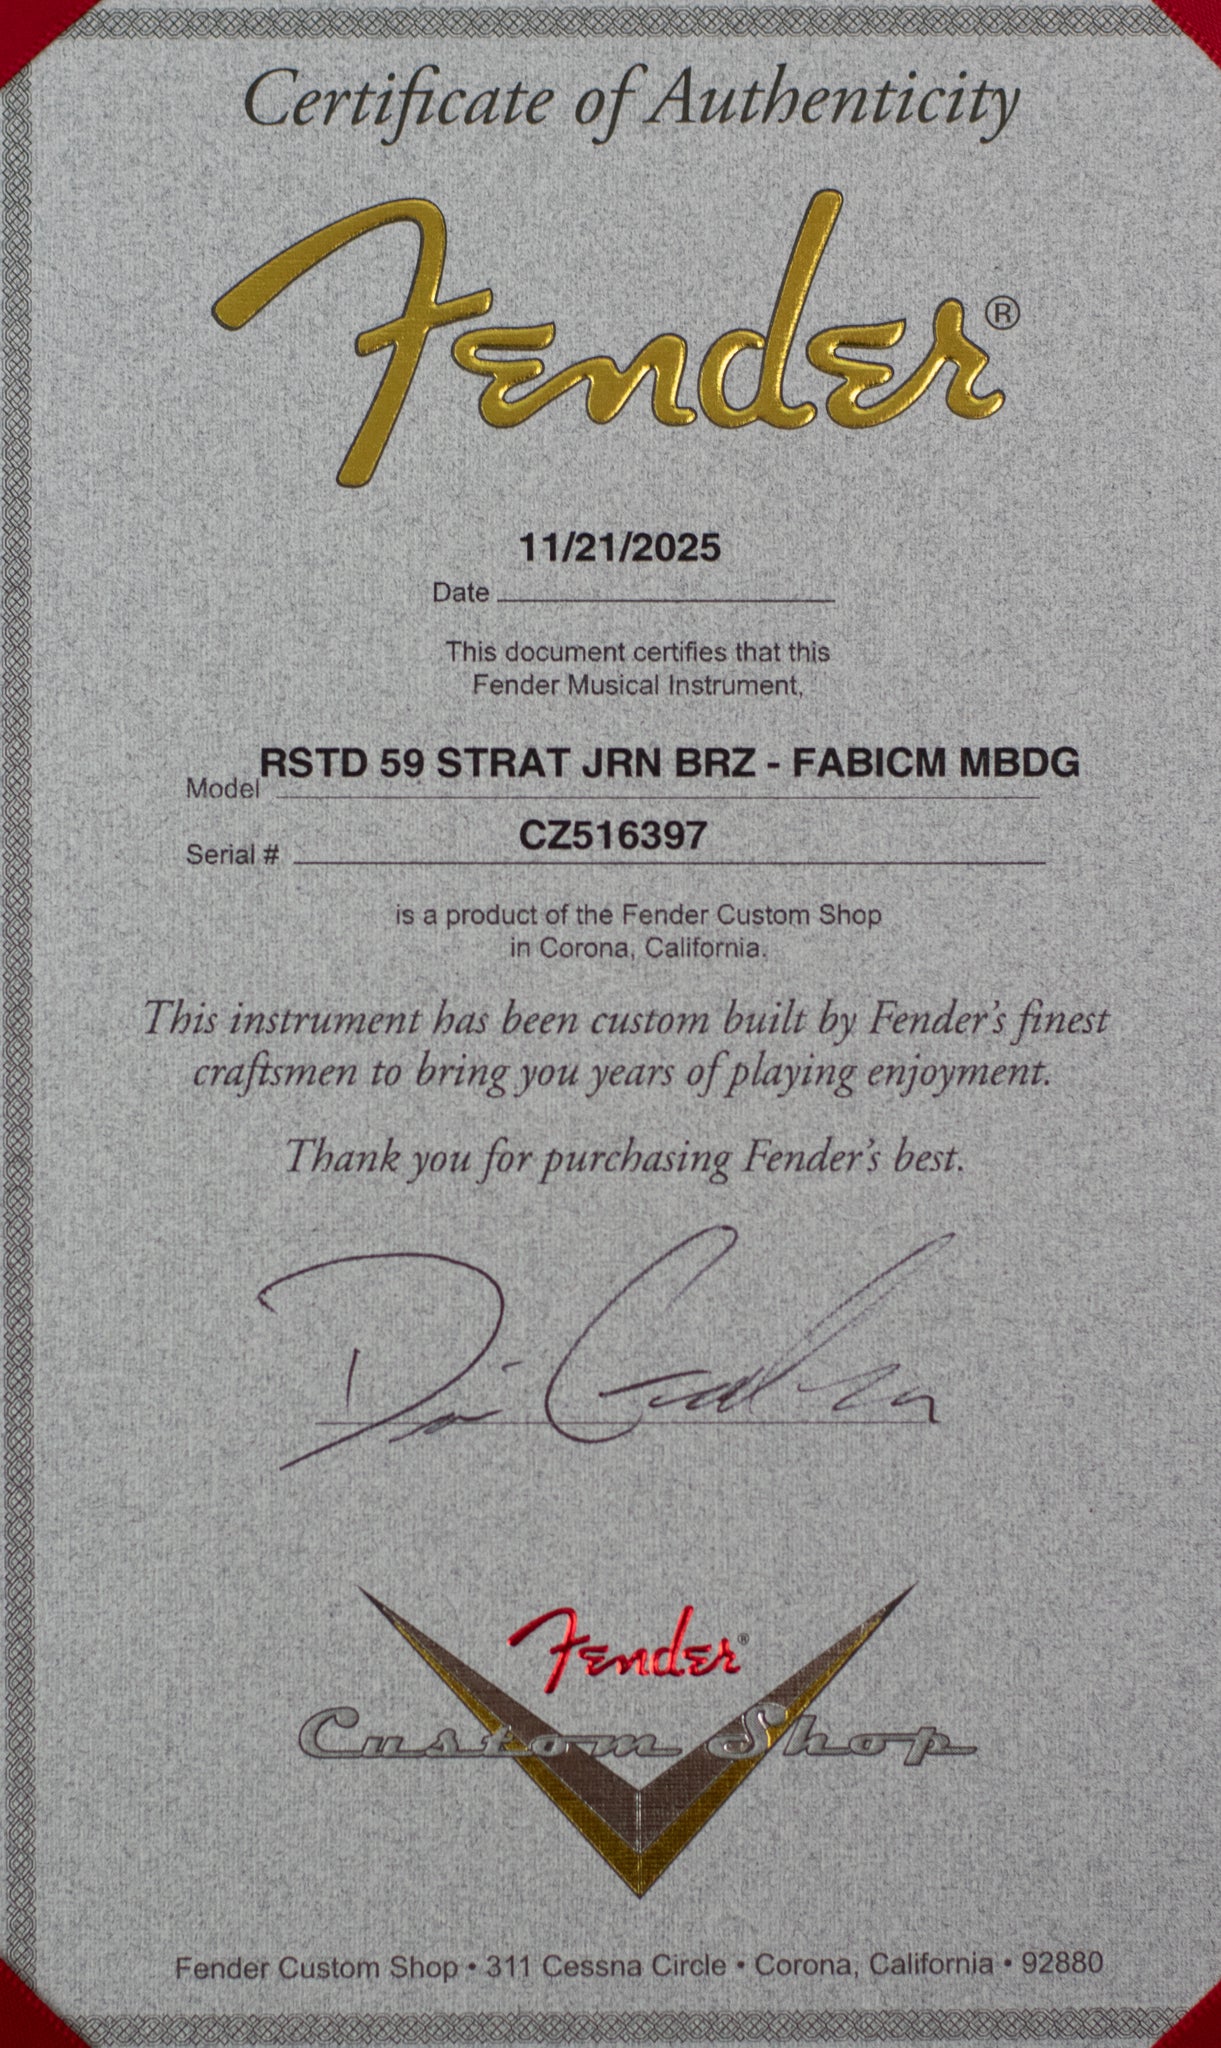 Certificate of Authenticity
Fender®
11/21/2025
Date
This document certifies that this
Fender Musical Instrument,
RSTD 59 STRAT JRN BRZ - FABICM MBDG
Model
CZ516397
Serial #
is a product of the Fender Custom Shop
in Corona, California.
This instrument has been custom built by Fender's finest
craftsmen to bring you years of playing enjoyment.
Thank you for purchasing Fender's best.
Fender®
Custom Shop
Fender Custom Shop • 311 Cessna Circle • Corona, California • 92880